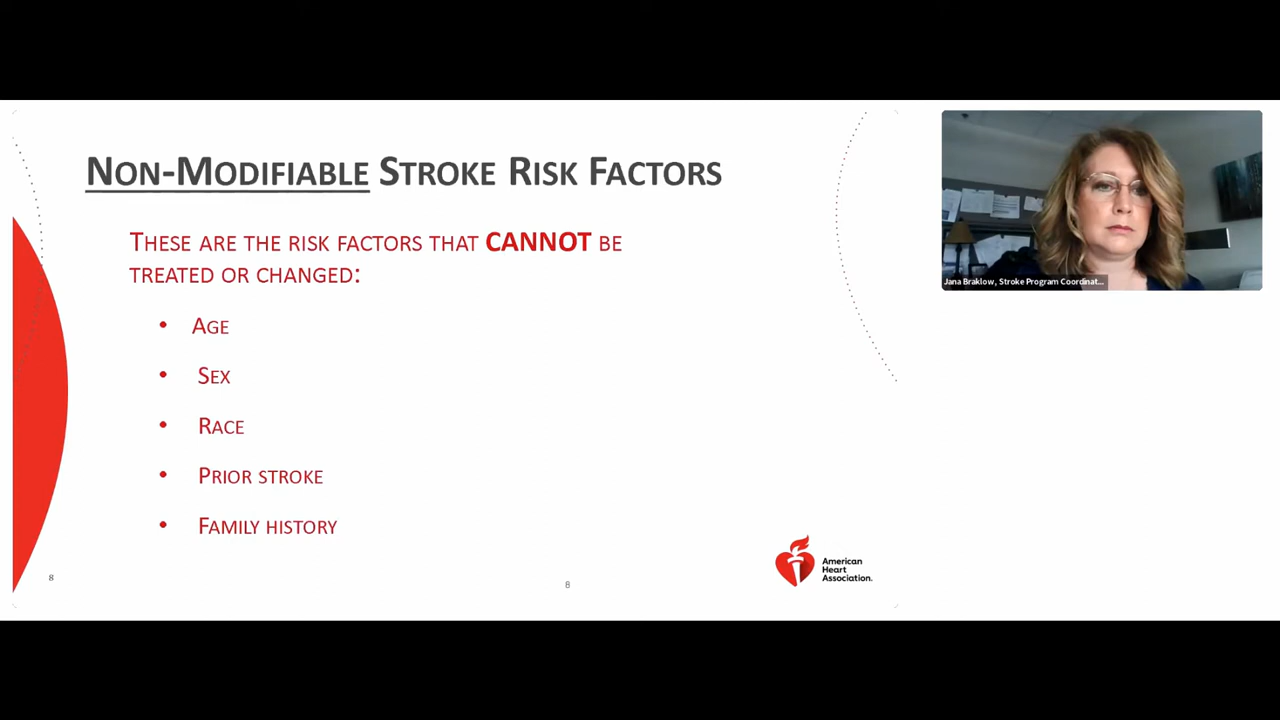 Non-Modifiable Stroke Risk Factors
These are the risk factors that CANNOT be
treated or changed:
• Age
• Sex
• Race
• Prior stroke
• Family history
8
8
American
Heart
Association.
Jana Braklow, Stroke Program Coordinat...